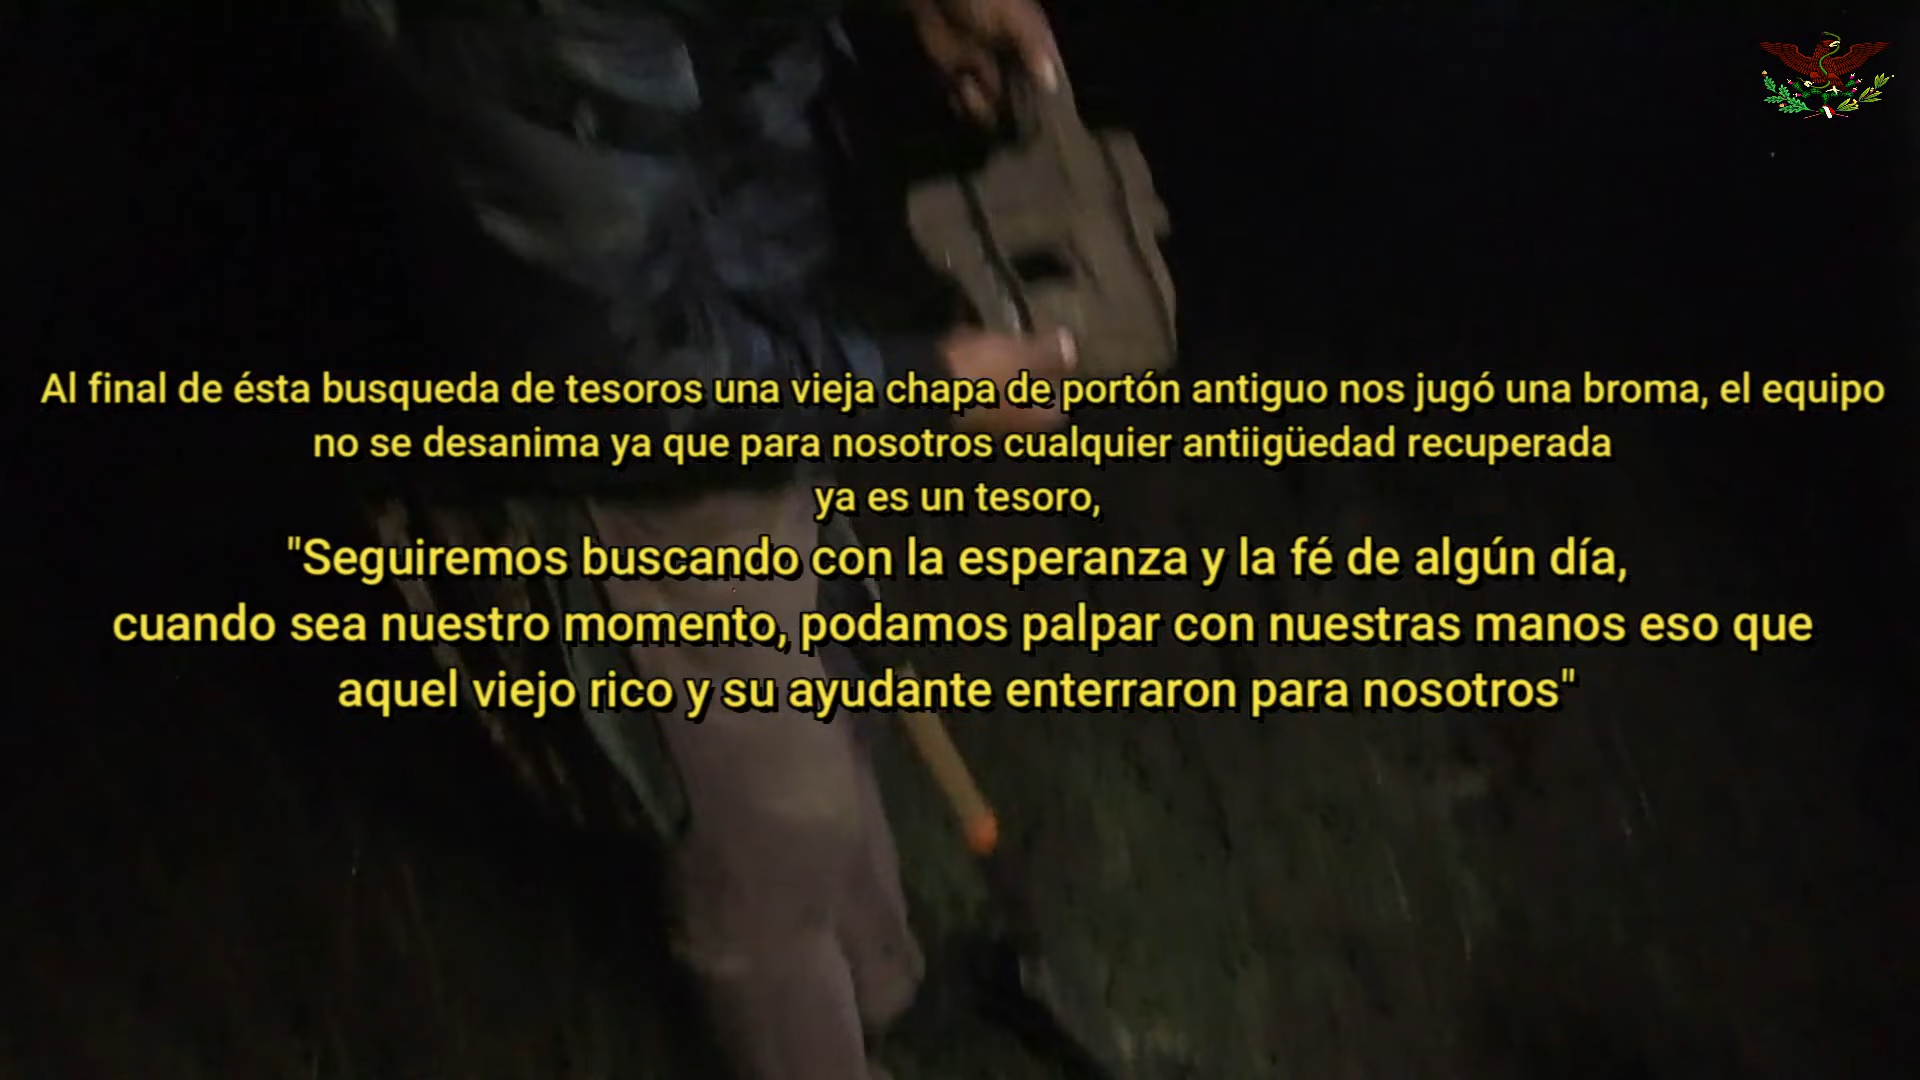 Al final de ésta busqueda de tesoros una vieja chapa de portón antiguo nos jugó una broma, el equipo
no se desanima ya que para nosotros cualquier antiigüedad recuperada
ya es un tesoro,
"Seguiremos buscando con la esperanza y la fé de algún día,
cuando sea nuestro momento, podamos palpar con nuestras manos eso que
aquel viejo rico y su ayudante enterraron para nosotros"